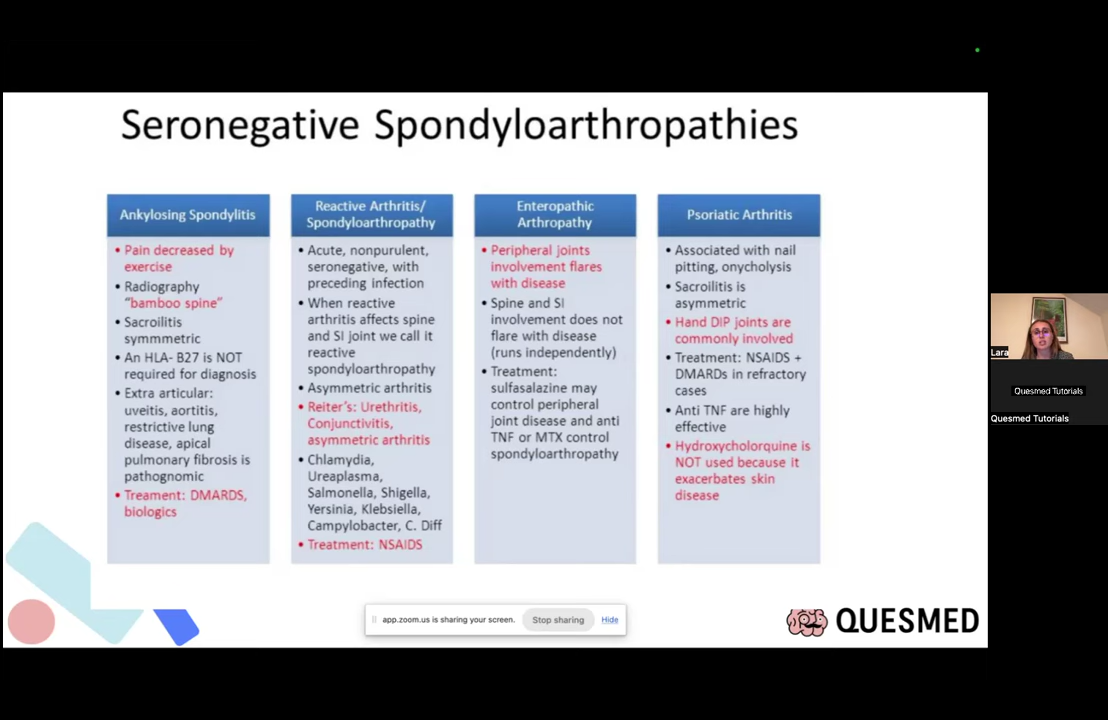 Seronegative Spondyloarthropathies
Ankylosing Spondylitis
• Pain decreased by
exercise
• Radiography
"bamboo spine"
• Sacroilitis
symmmetric
• An HLA- B27 is NOT
required for diagnosis
• Extra articular:
uveitis, aortitis,
restrictive lung
disease, apical
pulmonary fibrosis is
pathognomic
• Treament: DMARDS,
biologics
Reactive Arthritis/
Spondyloarthropathy
• Acute, nonpurulent,
seronegative, with
preceding infection
• When reactive
arthritis affects spine
and SI joint we call it
reactive
spondyloarthropathy
• Asymmetric arthritis
• Reiter's: Urethritis,
Conjunctivitis,
asymmetric arthritis
• Chlamydia,
Ureaplasma,
Salmonella, Shigella,
Yersinia, Klebsiella,
Campylobacter, C. Diff
• Treatment: NSAIDS
Enteropathic
Arthropathy
• Peripheral joints
involvement flares
with disease
• Spine and SI
involvement does not
flare with disease
(runs independently)
• Treatment:
sulfasalazine may
control peripheral
joint disease and anti
TNF or MTX control
spondyloarthropathy
Psoriatic Arthritis
• Associated with nail
pitting, onycholysis
• Sacroilitis is
asymmetric
• Hand DIP joints are
commonly involved
• Treatment: NSAIDS +
DMARDs in refractory
cases
• Anti TNF are highly
effective
• Hydroxycholorquine is
NOT used because it
exacerbates skin
disease
app.zoom.us is sharing your screen.
Stop sharing
Hide
QUESMED
Lara
Quesmed Tutorials
Quesmed Tutorials